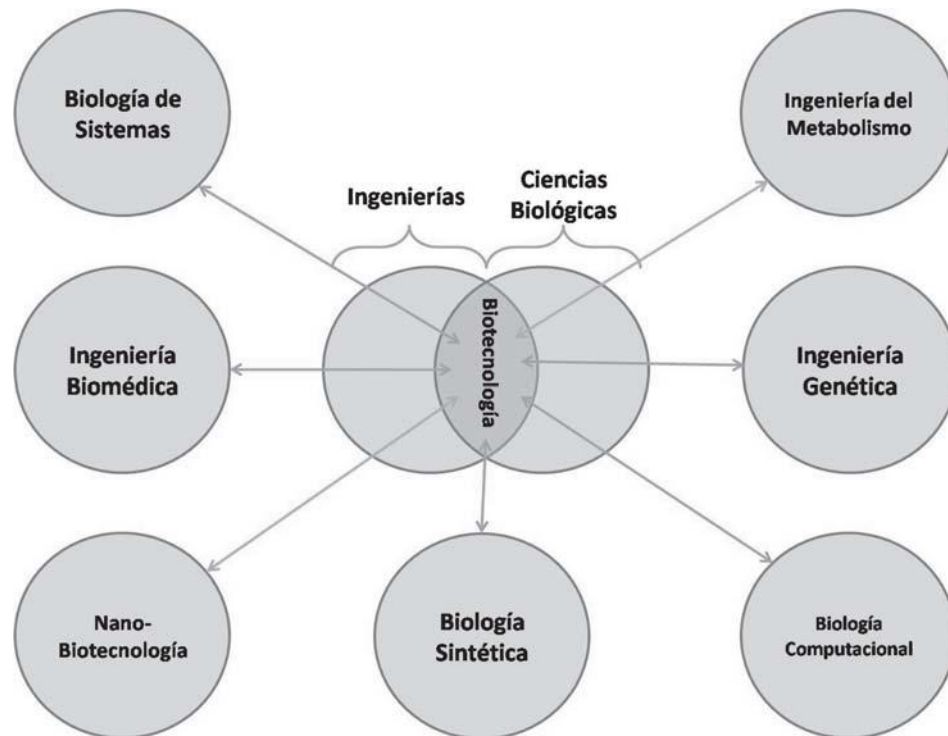 Biología de
Sistemas
Ingeniería del
Metabolismo
Ingenierías
Ciencias
Biológicas
Biotecnología
Ingeniería
Biomédica
Ingeniería
Genética
Nano-
Biotecnología
Biología
Sintética
Biología
Computacional